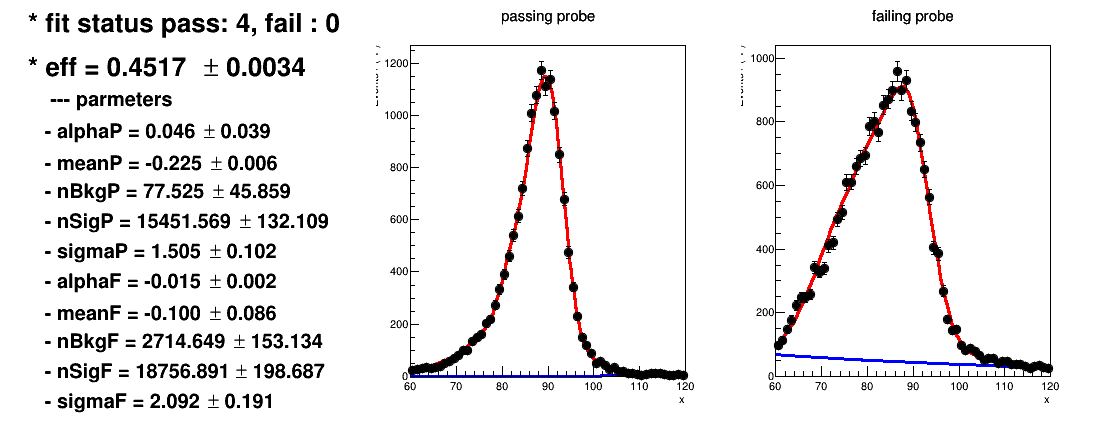 * fit status pass: 4, fail : 0
* eff = 0.4517 ± 0.0034
--- parmeters
- alphaP = 0.046 ± 0.039
- meanP = -0.225 ± 0.006
- nBkgP = 77.525 ± 45.859
- nSigP = 15451.569 ± 132.109
- sigmaP = 1.505 ± 0.102
- alphaF = -0.015 ± 0.002
- meanF = -0.100 ± 0.086
- nBkgF = 2714.649 ± 153.134
- nSigF = 18756.891 ± 198.687
- sigmaF = 2.092 ± 0.191
passing probe
1200
1000
800
600
400
200
0
60 70 80 90 100 110 120
x
failing probe
1000
800
600
400
200
0
60 70 80 90 100 110 120
x